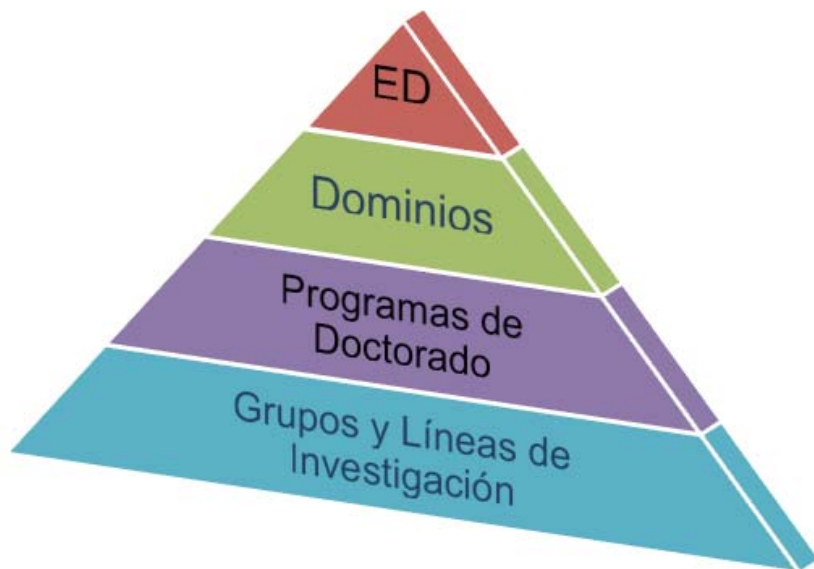 ED
Dominios
Programas de
Doctorado
Grupos y Líneas de
Investigación